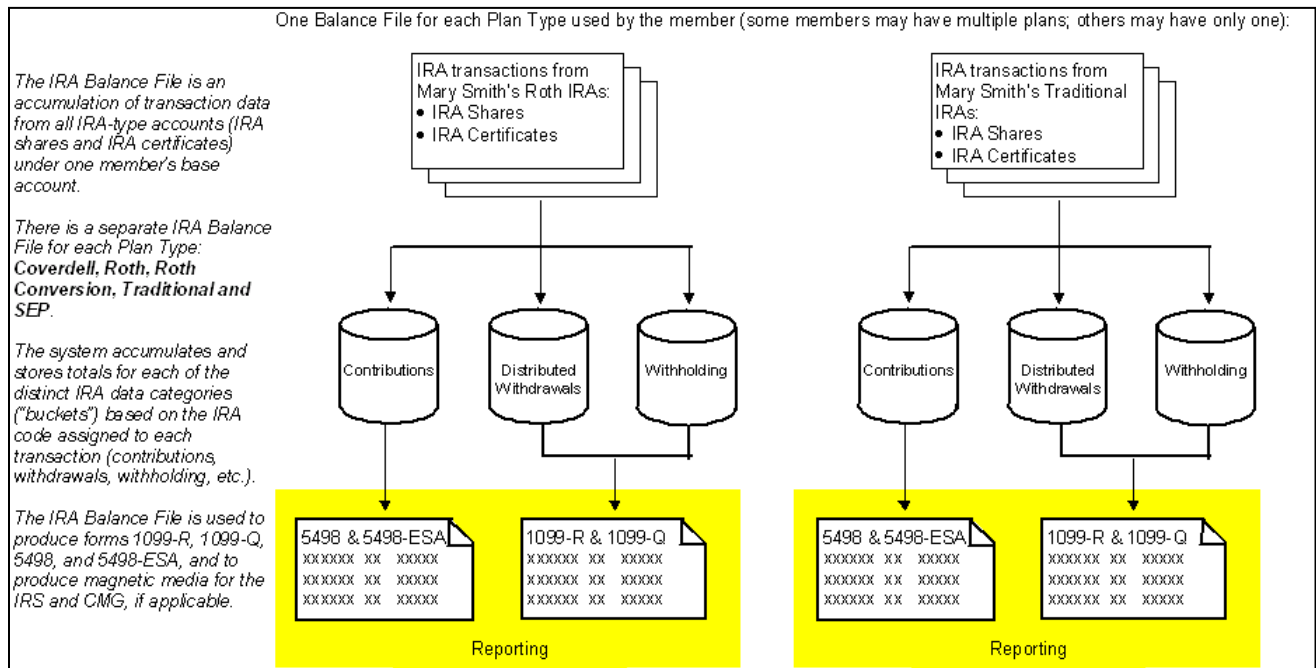 One Balance File for each Plan Type used by the member (some members may have multiple plans; others may have only one):
The IRA Balance File is an
accumulation of transaction data
from all IRA-type accounts (IRA
shares and IRA certificates)
under one member's base
account.
There is a separate IRA Balance
File for each Plan Type:
Coverdell, Roth, Roth
Conversion, Traditional and
SEP.
The system accumulates and
stores totals for each of the
distinct IRA data categories
("buckets") based on the IRA
code assigned to each
transaction (contributions,
withdrawals, withholding, etc.).
The IRA Balance File is used to
produce forms 1099-R, 1099-Q,
5498, and 5498-ESA, and to
produce magnetic media for the
IRS and CMG, if applicable.
IRA transactions from
Mary Smith's Roth IRAs:
• IRA Shares
• IRA Certificates
Contributions
Distributed
Withdrawals
Withholding
5498 & 5498-ESA
xxxxxx xx xxxxx
xxxxxx xx xxxxx
xxxxxx xx xxxxx
1099-R & 1099-Q
xxxxxx xx xxxxx
xxxxxx xx xxxxx
xxxxxx xx xxxxx
Reporting
IRA transactions from
Mary Smith's Traditional
IRAs:
• IRA Shares
• IRA Certificates
Contributions
Distributed
Withdrawals
Withholding
5498 & 5498-ESA
xxxxxx xx xxxxx
xxxxxx xx xxxxx
xxxxxx xx xxxxx
1099-R & 1099-Q
xxxxxx xx xxxxx
xxxxxx xx xxxxx
xxxxxx xx xxxxx
Reporting